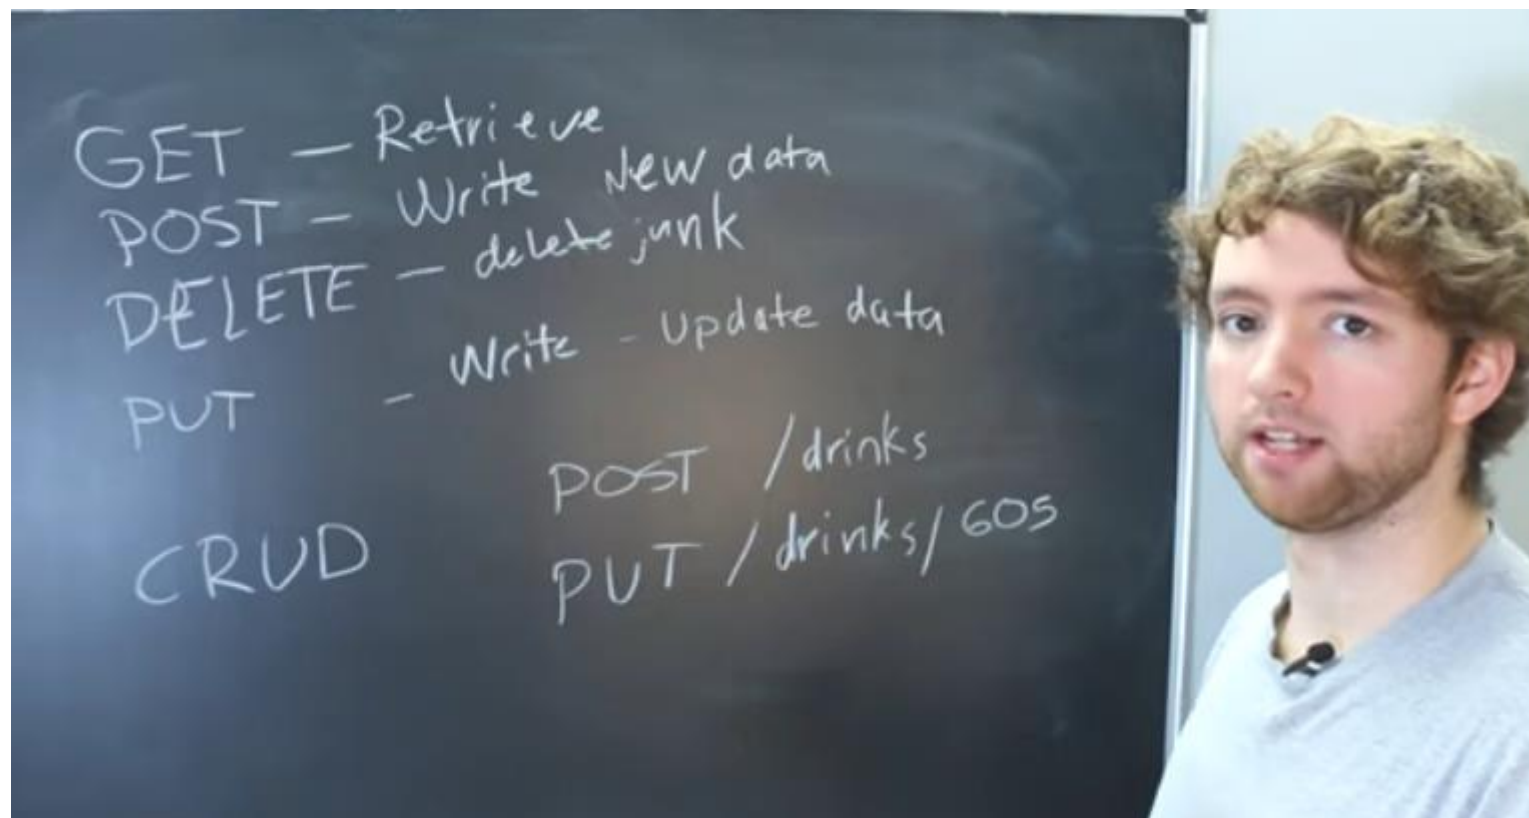 GET - Retrieve
POST - Write New data
DELETE - delete junk
PUT - Write - Update data
POST /drinks
CRUD
PUT /drinks/605